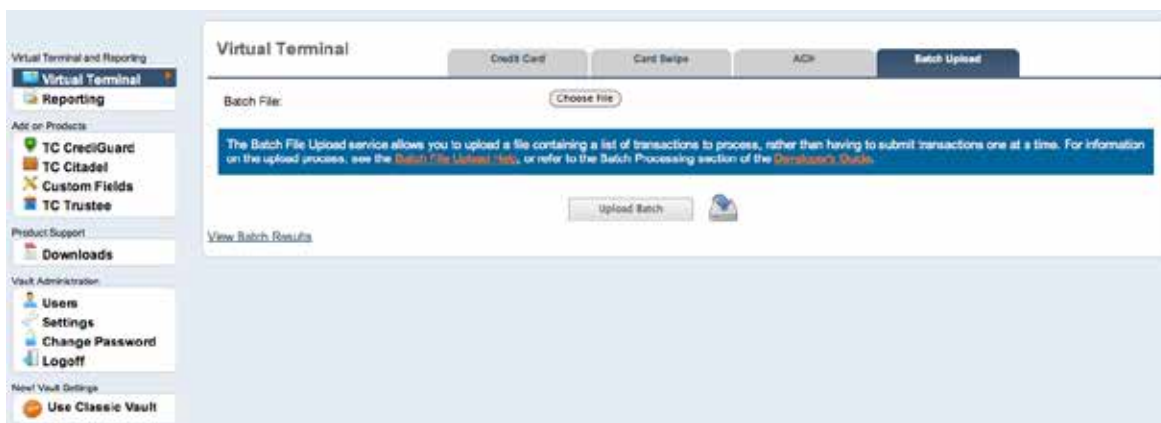 Virtual Terminal and Reporting
Virtual Terminal
Reporting
Add on Products
TC CrediGuard
TC Citadel
Custom Fields
TC Trustee
Product Support
Downloads
Vault Administration
Users
Settings
Change Password
Logoff
New! Vault Settings
Use Classic Vault
Virtual Terminal
Credit Card
Card Swipe
ACH
Batch Upload
Batch File:
Choose File
The Batch File Upload service allows you to upload a file containing a list of transactions to process, rather than having to submit transactions one at a time. For information
on the upload process, see the Batch File Upload Help, or refer to the Batch Processing section of the Developer's Guide.
Upload Batch
View Batch Results